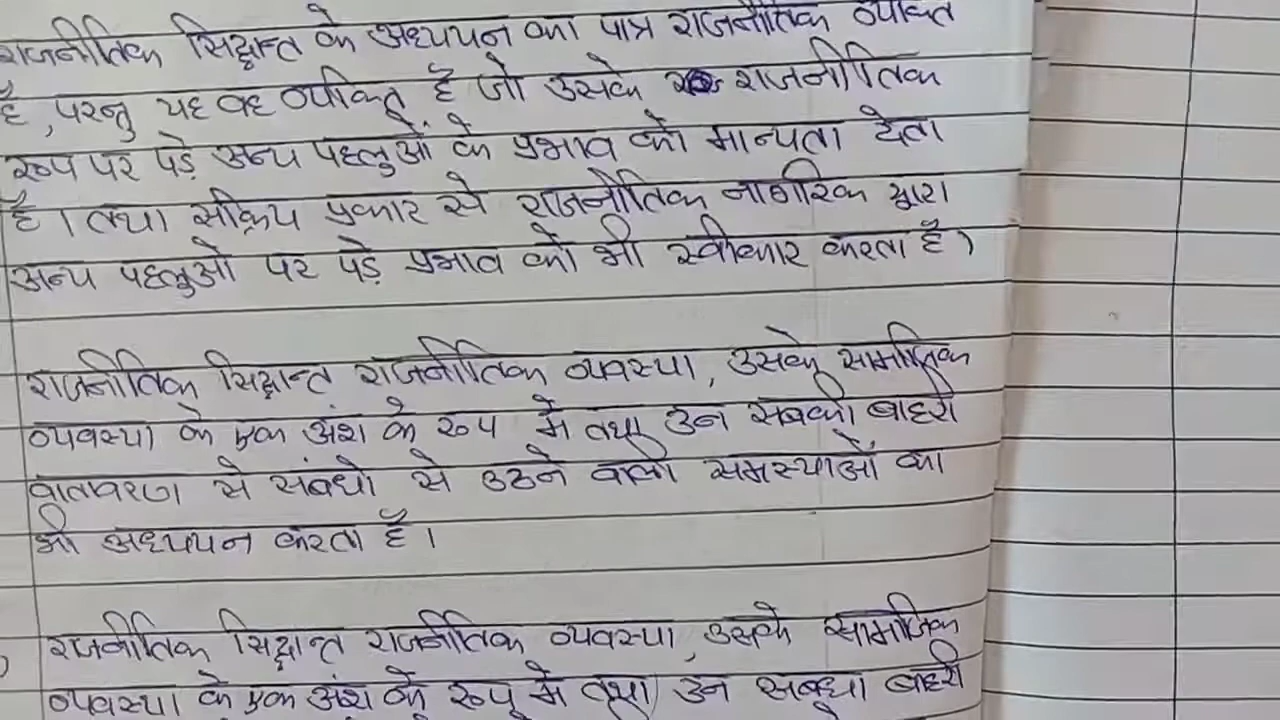 राजनीतिक सिद्धान्त के अध्ययन का पात्र राजनीतिक व्यक्ति
है, परन्तु यह वह व्यक्ति है जो उसके राजनीतिक
रूप पर पड़े अन्य पहलुओं के प्रभाव को मान्यता देता
है। तथा सक्रिय प्रकार से राजनीतिक नागरिक द्वारा
अन्य पहलुओ पर पड़े प्रभाव को भी स्वीकार करता है)
राजनीतिक सिद्धान्त राजनीतिक व्यवस्था, उसके सामाजिक
व्यवस्था के एक अंश के रूप में तथा उन सबकी बाहरी
वातावरण से संबंधो से उठने वाली समस्याओं का
भी अध्ययन करता है।
राजनीतिक सिद्धान्त राजनीतिक व्यवस्था, उसके सामाजिक
व्यवस्था के एक अंश के रूप में तथा उन सबकी बाहरी